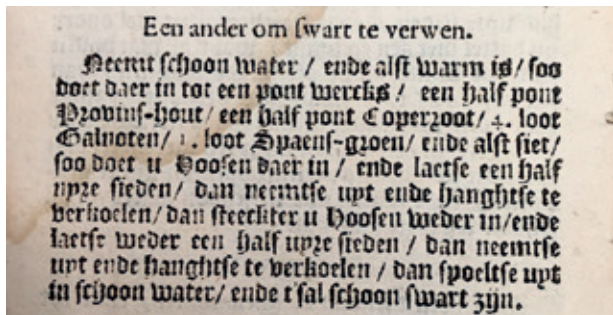 Een ander om swart te verwen.
Neemt schoon water / ende alst warm is / soo
doet daer in tot een pont wercks / een half pont
Provins-hout / een half pont Coperroot / 4. loot
Galnoten / 1. loot Spaens-groen / ende alst siet /
soo doet u Hoosen daer in / ende laetse een half
uyre sieden / dan neemtse uyt ende hanghtse te
verkoelen / dan steeckter u Hoosen weder in / ende
laetse weder een half uyre sieden / dan neemtse
uyt ende hanghtse te verkoelen / dan spoeltse uyt
in schoon water / ende t'sal schoon swart zijn.